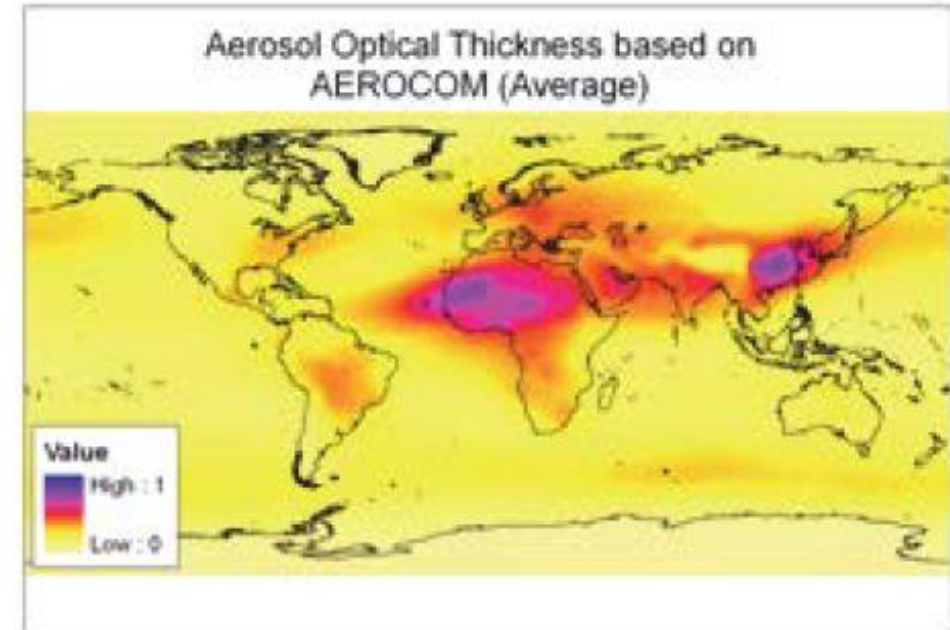 Aerosol Optical Thickness based on
AEROCOM (Average)
Value
High : 1
Low : 0